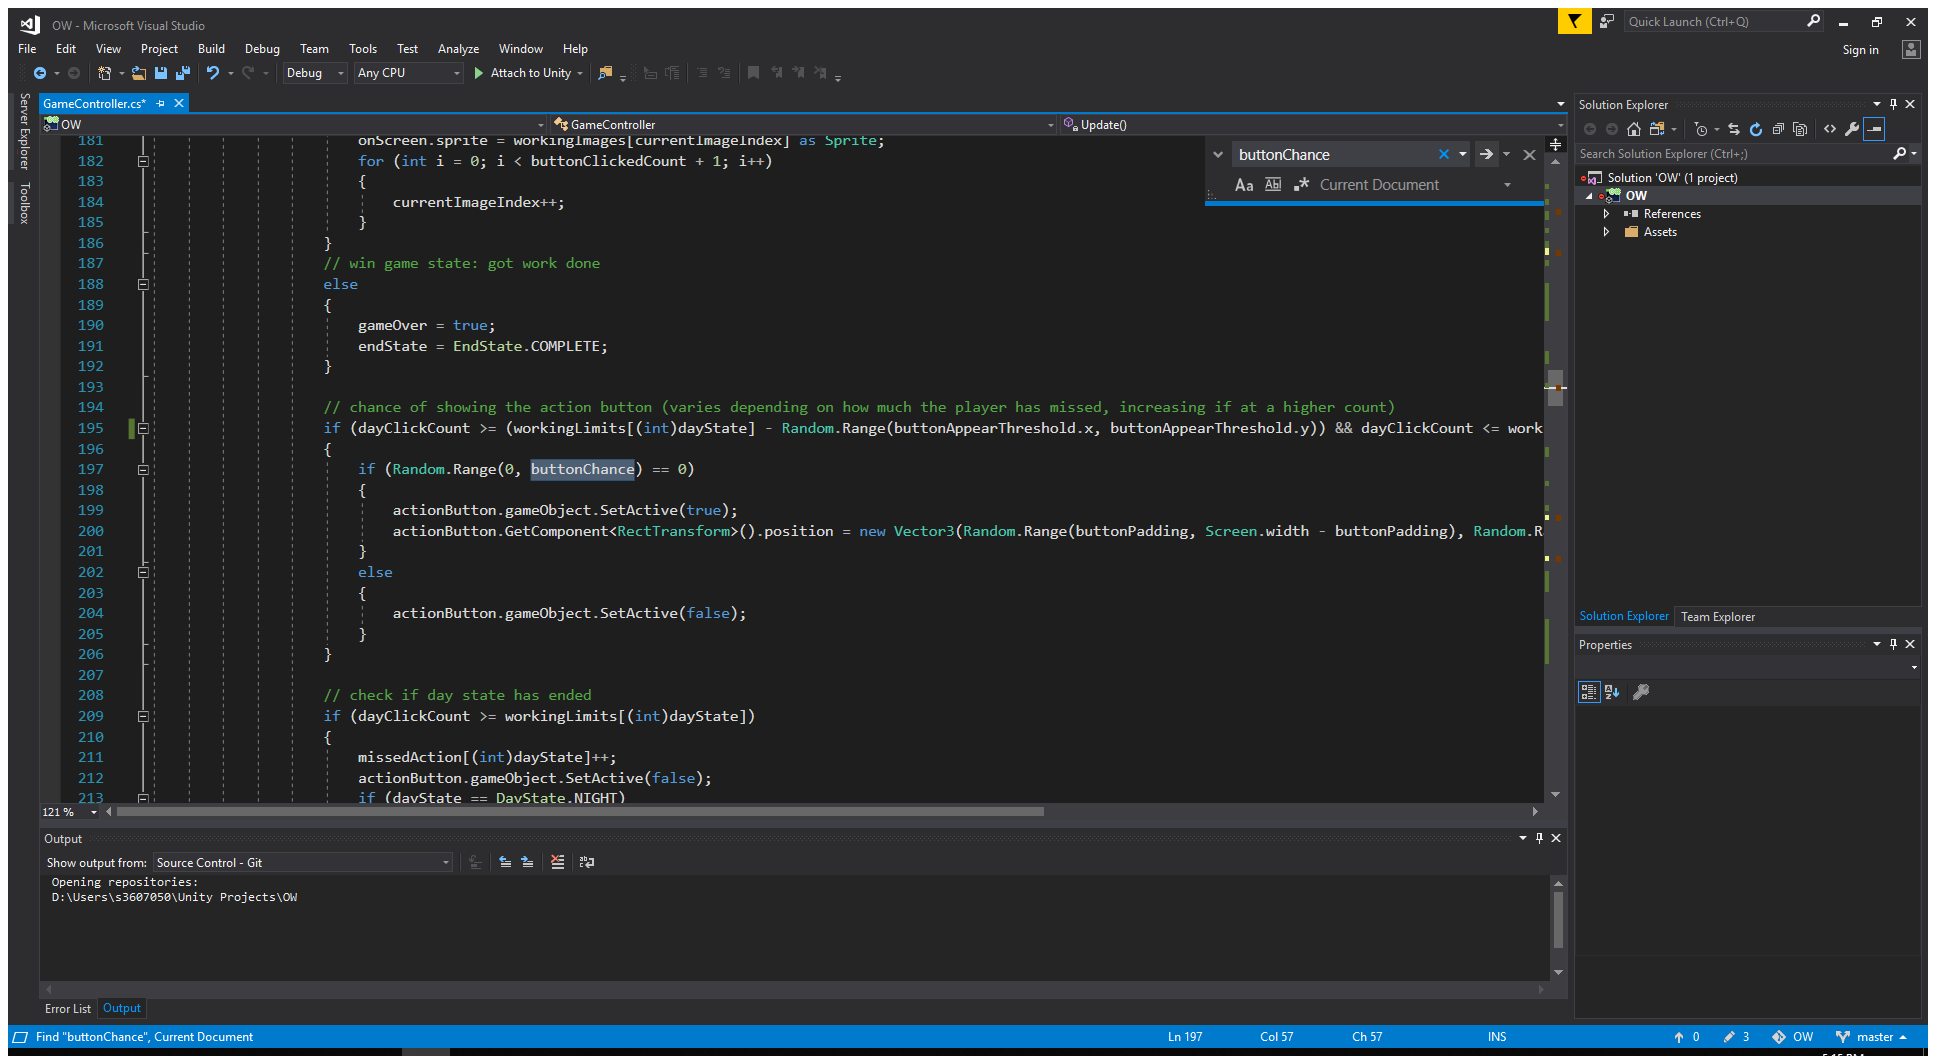 OW - Microsoft Visual Studio
Quick Launch (Ctrl+Q)
File Edit View Project Build Debug Team Tools Test Analyze Window Help
Sign in
Debug Any CPU Attach to Unity
Server Explorer
Toolbox
GameController.cs*
OW GameController Update()
buttonChance
Aa Abl Current Document
181 onScreen.sprite = workingImages[currentImageIndex] as Sprite;
182 for (int i = 0; i < buttonClickedCount + 1; i++)
183 {
184 currentImageIndex++;
185 }
186 }
187 // win game state: got work done
188 else
189 {
190 gameOver = true;
191 endState = EndState.COMPLETE;
192 }
193
194 // chance of showing the action button (varies depending on how much the player has missed, increasing if at a higher count)
195 if (dayClickCount >= (workingLimits[(int)dayState] - Random.Range(buttonAppearThreshold.x, buttonAppearThreshold.y)) && dayClickCount <= work
196 {
197 if (Random.Range(0, buttonChance) == 0)
198 {
199 actionButton.gameObject.SetActive(true);
200 actionButton.GetComponent<RectTransform>().position = new Vector3(Random.Range(buttonPadding, Screen.width - buttonPadding), Random.R
201 }
202 else
203 {
204 actionButton.gameObject.SetActive(false);
205 }
206 }
207
208 // check if day state has ended
209 if (dayClickCount >= workingLimits[(int)dayState])
210 {
211 missedAction[(int)dayState]++;
212 actionButton.gameObject.SetActive(false);
213 if (dayState == DayState.NIGHT)
121 %
Solution Explorer
Search Solution Explorer (Ctrl+;)
Solution 'OW' (1 project)
OW
References
Assets
Solution Explorer Team Explorer
Properties
Output
Show output from: Source Control - Git
Opening repositories:
D:\Users\s3607050\Unity Projects\OW
Error List Output
Find "buttonChance", Current Document Ln 197 Col 57 Ch 57 INS 0 3 OW master